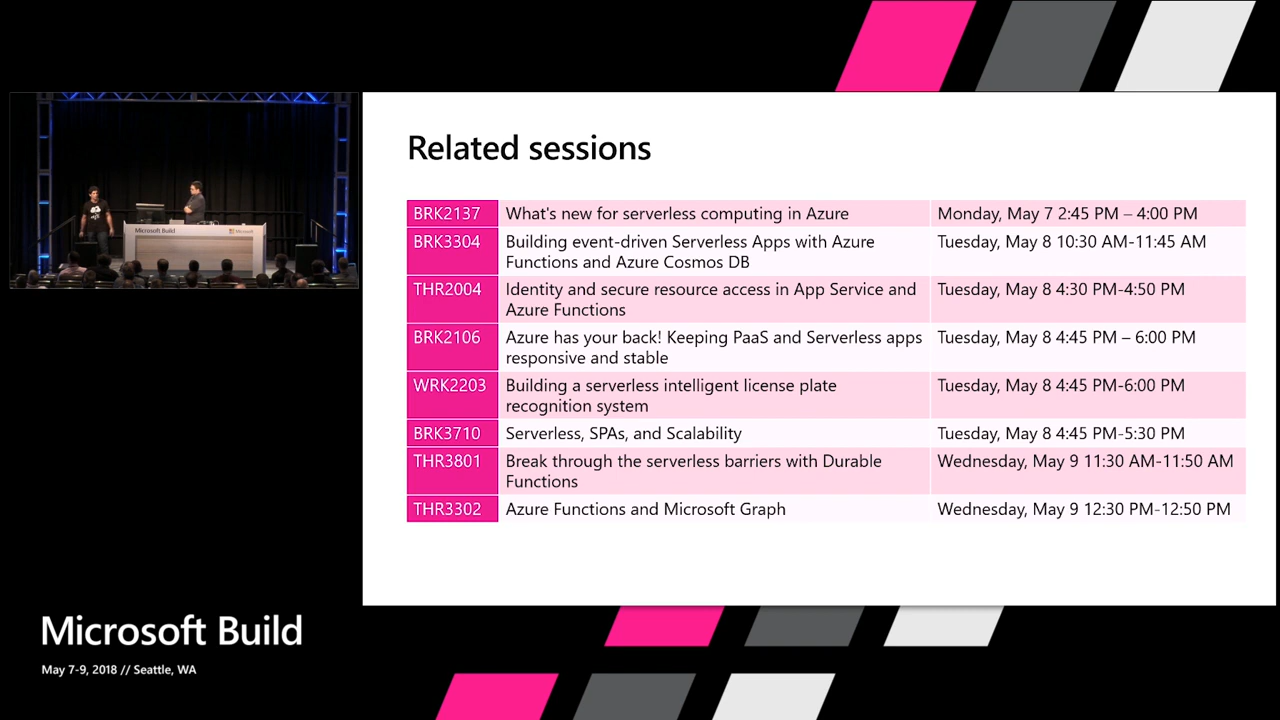 Related sessions
BRK2137 What's new for serverless computing in Azure Monday, May 7 2:45 PM – 4:00 PM
BRK3304 Building event-driven Serverless Apps with Azure Tuesday, May 8 10:30 AM-11:45 AM
Functions and Azure Cosmos DB
THR2004 Identity and secure resource access in App Service and Tuesday, May 8 4:30 PM-4:50 PM
Azure Functions
BRK2106 Azure has your back! Keeping PaaS and Serverless apps Tuesday, May 8 4:45 PM – 6:00 PM
responsive and stable
WRK2203 Building a serverless intelligent license plate Tuesday, May 8 4:45 PM-6:00 PM
recognition system
BRK3710 Serverless, SPAs, and Scalability Tuesday, May 8 4:45 PM-5:30 PM
THR3801 Break through the serverless barriers with Durable Wednesday, May 9 11:30 AM-11:50 AM
Functions
THR3302 Azure Functions and Microsoft Graph Wednesday, May 9 12:30 PM-12:50 PM
Microsoft Build
Microsoft
Microsoft Build
May 7-9, 2018 // Seattle, WA